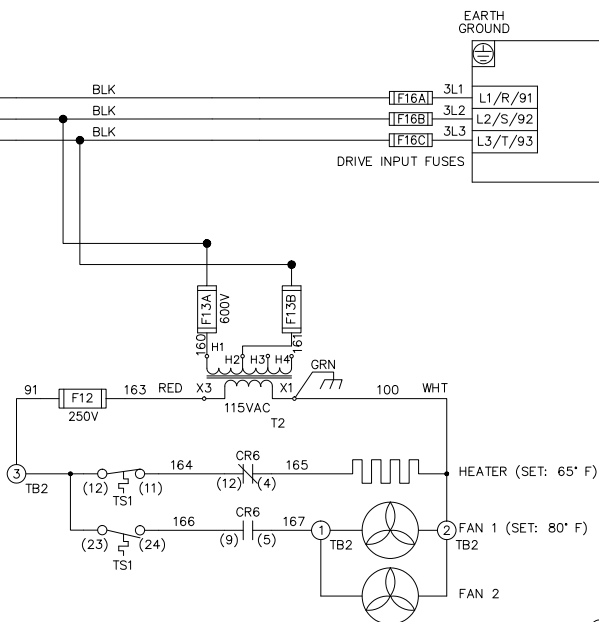 EARTH
GROUND
BLK
F16A
3L1
L1/R/91
BLK
F16B
3L2
L2/S/92
BLK
F16C
3L3
L3/T/93
DRIVE INPUT FUSES
F13A
600V
F13B
160
161
H1
H2
H3
H4
GRN
91
F12
250V
163
RED
X3
X1
115VAC
T2
100
WHT
3
TB2
(12)
(11)
TS1
164
CR6
(12)
(4)
165
HEATER (SET: 65° F)
(23)
(24)
TS1
166
CR6
(9)
(5)
167
1
TB2
2
TB2
FAN 1 (SET: 80° F)
FAN 2